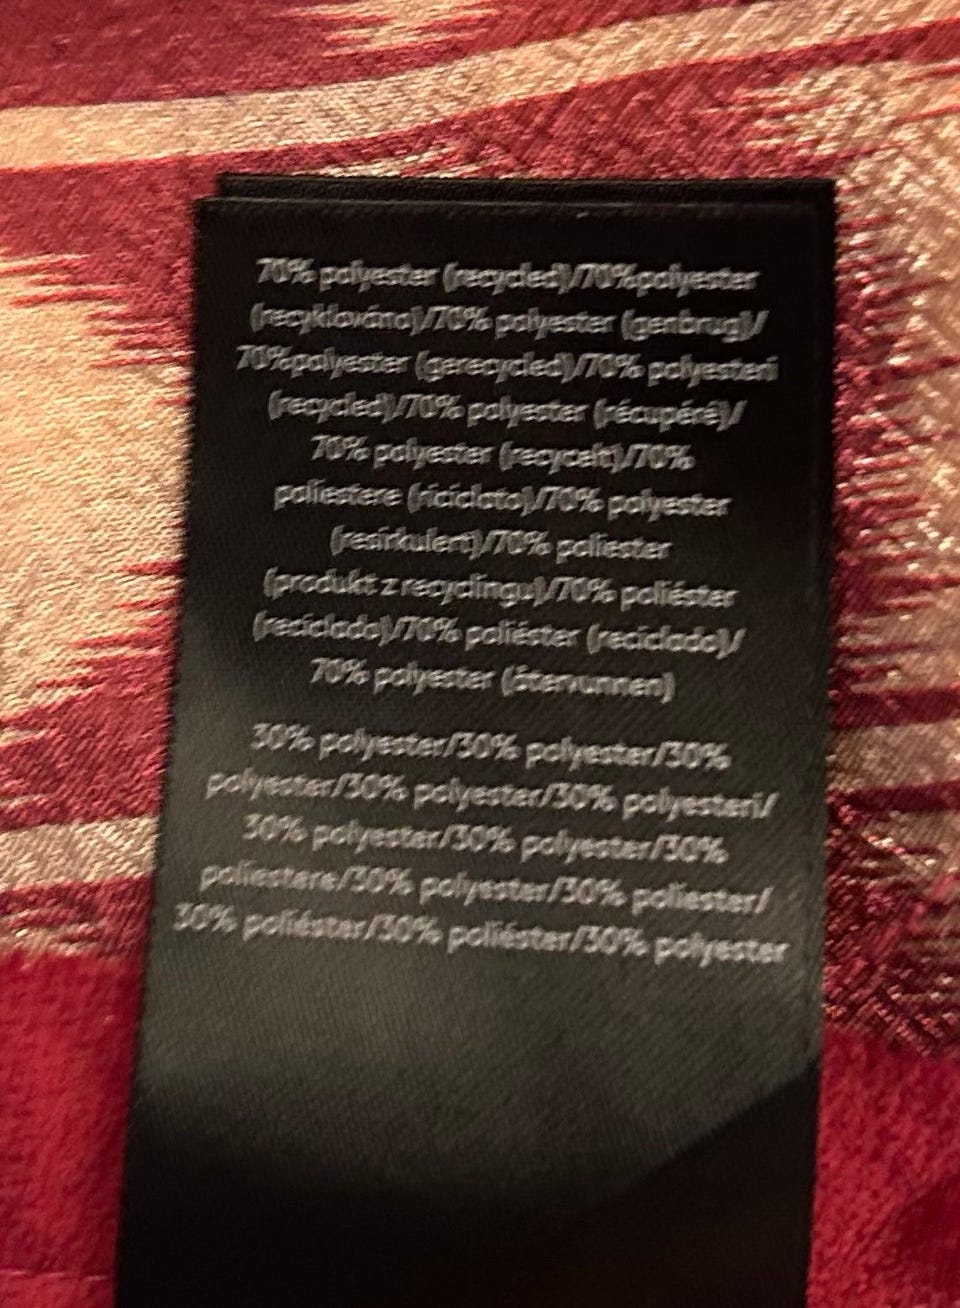 70% polyester (recycled)/70%polyester
(recyklováno)/70% polyester (genbrug)/
70%polyester (gerecycled)/70% polyesteri
(recycled)/70% polyester (récupéré)/
70% polyester (recycelt)/70%
poliestere (riciclato)/70% polyester
(resirkulert)/70% poliester
(produkt z recyclingu)/70% poliéster
(reciclado)/70% poliéster (reciclado)/
70% polyester (återvunnen)
30% polyester/30% polyester/30%
polyester/30% polyester/30% polyesteri/
30% polyester/30% polyester/30%
poliestere/30% polyester/30% poliester/
30% poliéster/30% poliéster/30% polyester